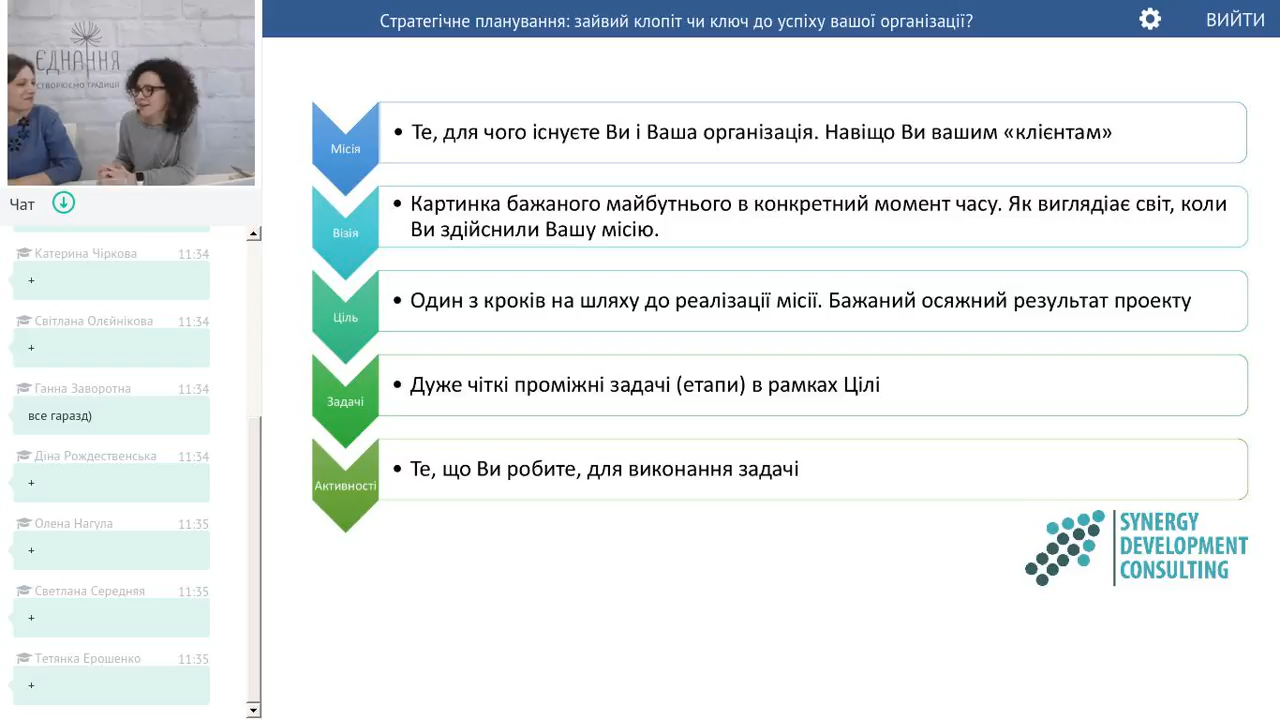 Стратегічне планування: зайвий клопіт чи ключ до успіху вашої організації?
ВИЙТИ
ЄДНАННЯ
СТВОРЮЄМО ТРАДИЦІЇ
Чат
Катерина Чіркова 11:34
+
Світлана Олєйнікова 11:34
+
Ганна Заворотна 11:34
все гаразд)
Діна Рождественська 11:34
+
Олена Нагула 11:35
+
Светлана Середняя 11:35
+
Тетянка Ерошенко 11:35
+
Місія
• Те, для чого існуєте Ви і Ваша організація. Навіщо Ви вашим «клієнтам»
Візія
• Картинка бажаного майбутнього в конкретний момент часу. Як виглядіає світ, коли
Ви здійснили Вашу місію.
Ціль
• Один з кроків на шляху до реалізації місії. Бажаний осяжний результат проекту
Задачі
• Дуже чіткі проміжні задачі (етапи) в рамках Цілі
Активності
• Те, що Ви робите, для виконання задачі
SYNERGY
DEVELOPMENT
CONSULTING